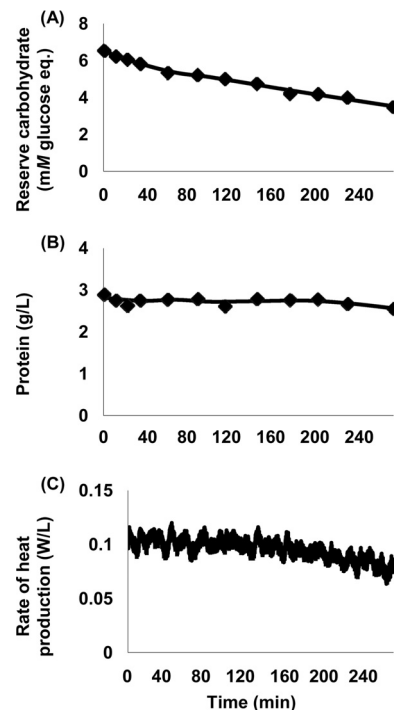 (A)
Reserve carbohydrate
(mM glucose eq.)
8
6
4
2
0
0 40 80 120 160 200 240
(B)
Protein (g/L)
4
3
2
1
0
0 40 80 120 160 200 240
(C)
Rate of heat
production (W/L)
0.15
0.1
0.05
0
0 40 80 120 160 200 240
Time (min)